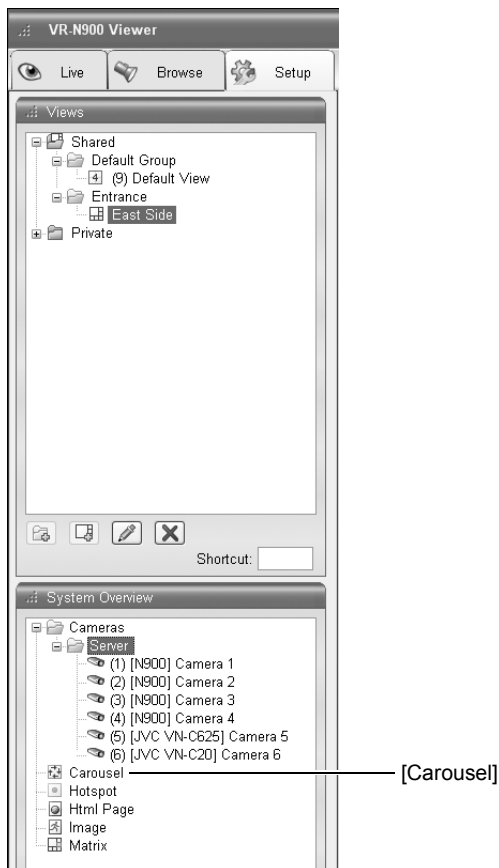 VR-N900 Viewer
Live Browse Setup
Views
Shared
Default Group
4 (9) Default View
Entrance
East Side
Private
Shortcut:
System Overview
Cameras
Server
(1) [N900] Camera 1
(2) [N900] Camera 2
(3) [N900] Camera 3
(4) [N900] Camera 4
(5) [JVC VN-C625] Camera 5
(6) [JVC VN-C20] Camera 6
Carousel [Carousel]
Hotspot
Html Page
Image
Matrix